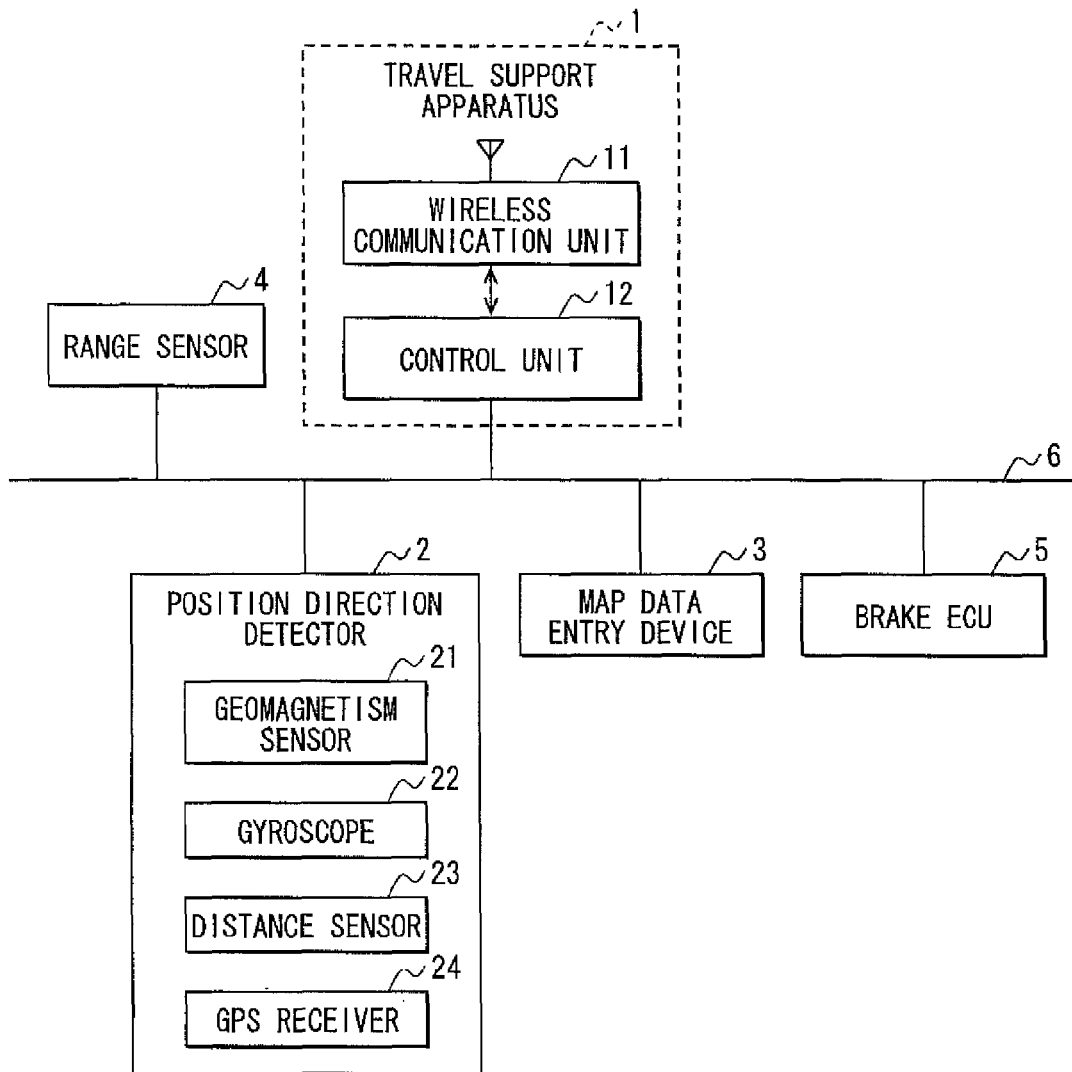 1
TRAVEL SUPPORT
APPARATUS
11
WIRELESS
COMMUNICATION UNIT
4
12
RANGE SENSOR
CONTROL UNIT
6
2
3
5
POSITION DIRECTION
DETECTOR
MAP DATA
ENTRY DEVICE
BRAKE ECU
21
GEOMAGNETISM
SENSOR
22
GYROSCOPE
23
DISTANCE SENSOR
24
GPS RECEIVER